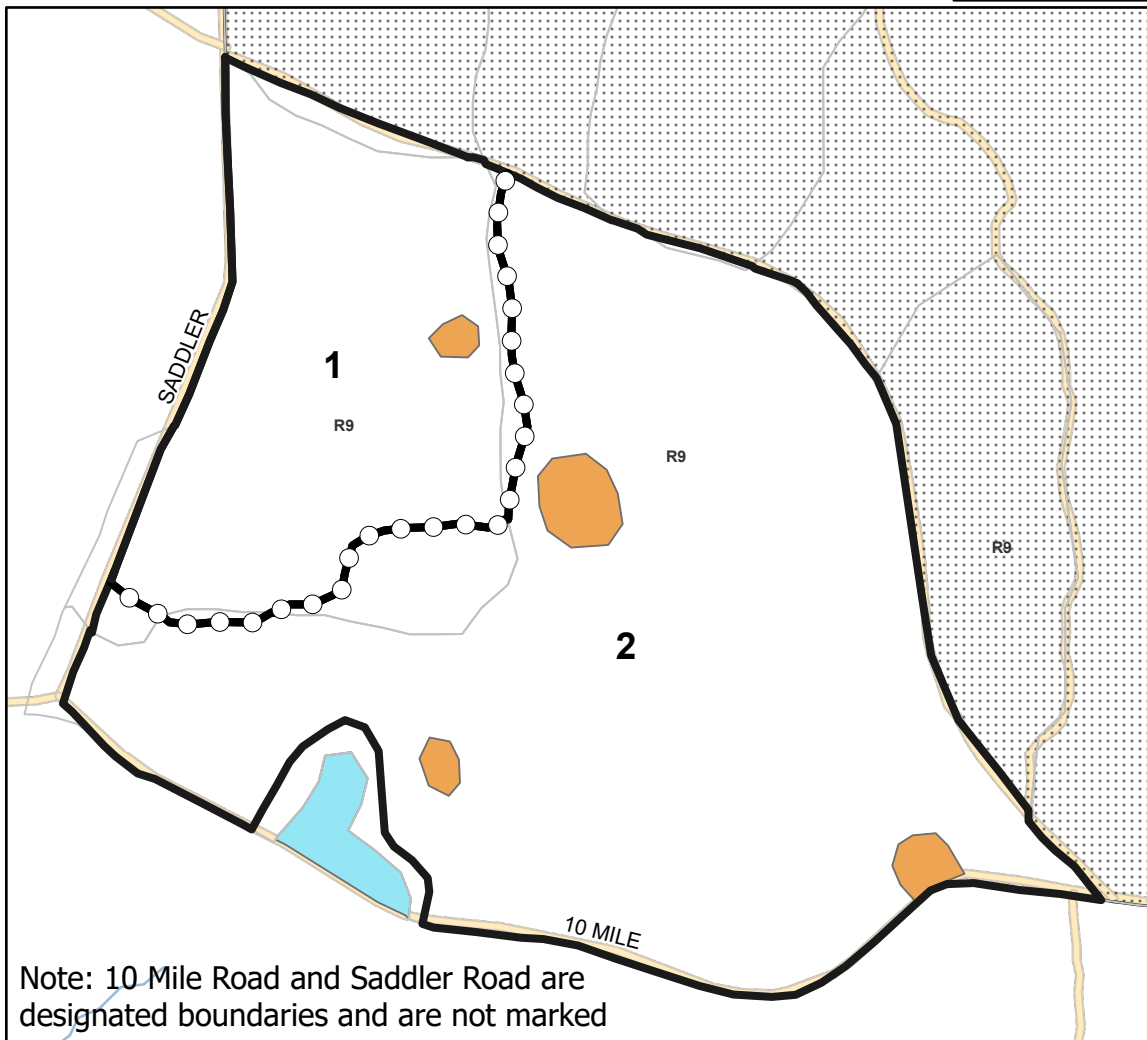 SADDLER
1
R9
R9
R9
2
10 MILE
Note: 10 Mile Road and Saddler Road are
designated boundaries and are not marked